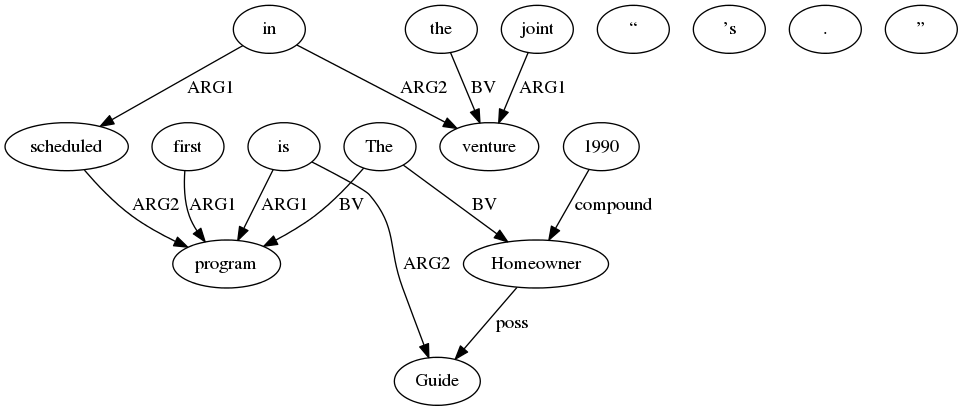 in the joint “ ’s . ”
ARG1 ARG2 BV ARG1
scheduled first is The venture 1990
ARG2 ARG1 ARG1 BV BV compound
program Homeowner
ARG2
poss
Guide